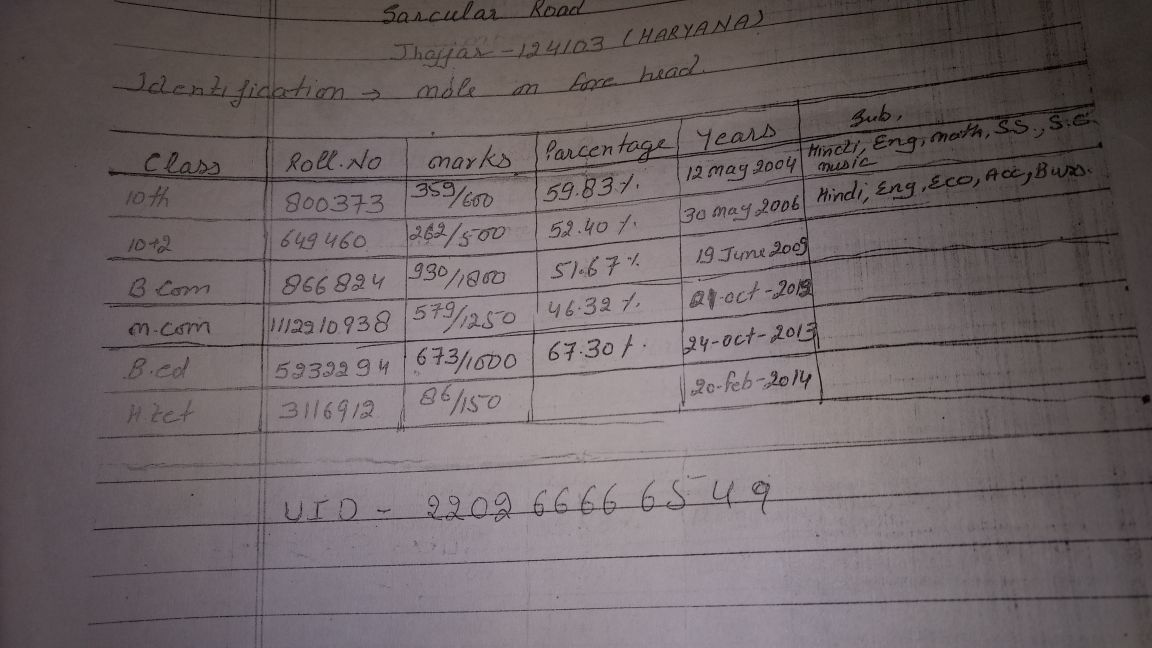 Sarcular Road
Jhajjar - 124103 (HARYANA)
Identification → mole on fore head.
Class Roll.No marks Parcentage Years Sub.
10th 800373 359/600 59.83% 12 may 2004 Hindi, Eng, math, SS., S.C. music
10+2 649460 262/500 52.40 % 30 may 2006 Hindi, Eng, Eco, Acc, Buss.
B.com 866824 930/1800 51.67% 19 June 2009
m.com 1112210938 579/1250 46.32 % 21-oct-2012
B.ed 5232294 673/1000 67.30% 24-oct-2013
H.tet 3116912 86/150 20-feb-2014
UID - 220266666549